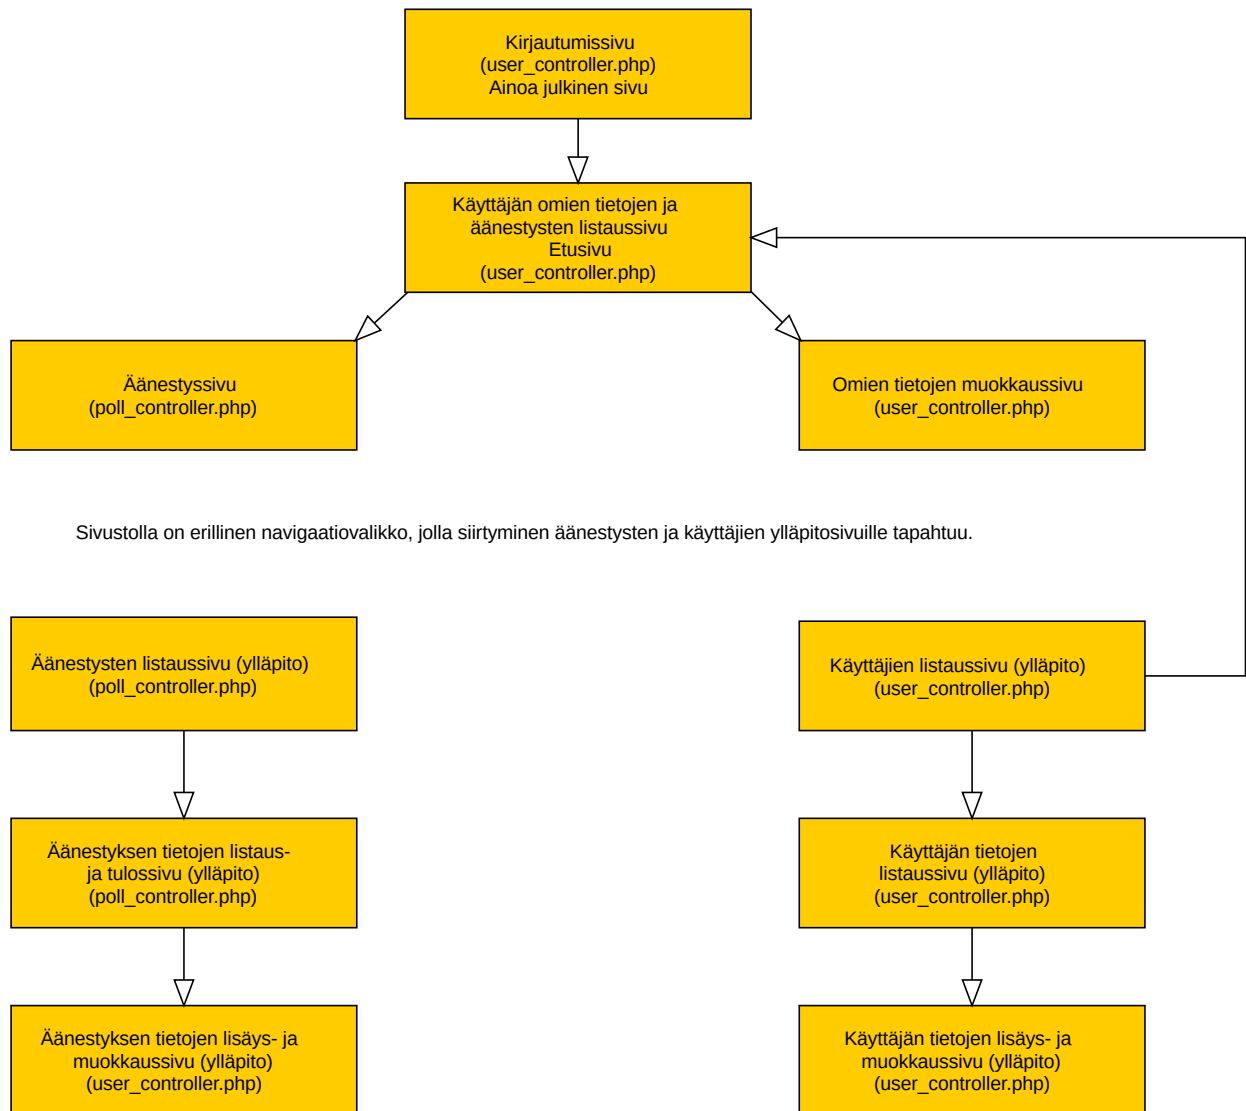 Kirjautumissivu
(user_controller.php)
Ainoa julkinen sivu
Käyttäjän omien tietojen ja
äänestysten listaussivu
Etusivu
(user_controller.php)
Äänestyssivu
(poll_controller.php)
Omien tietojen muokkaussivu
(user_controller.php)
Sivustolla on erillinen navigaatiovalikko, jolla siirtyminen äänestysten ja käyttäjien ylläpitosivuille tapahtuu.
Äänestysten listaussivu (ylläpito)
(poll_controller.php)
Käyttäjien listaussivu (ylläpito)
(user_controller.php)
Äänestyksen tietojen listaus-
ja tulossivu (ylläpito)
(poll_controller.php)
Käyttäjän tietojen
listaussivu (ylläpito)
(user_controller.php)
Äänestyksen tietojen lisäys- ja
muokkaussivu (ylläpito)
(user_controller.php)
Käyttäjän tietojen lisäys- ja
muokkaussivu (ylläpito)
(user_controller.php)